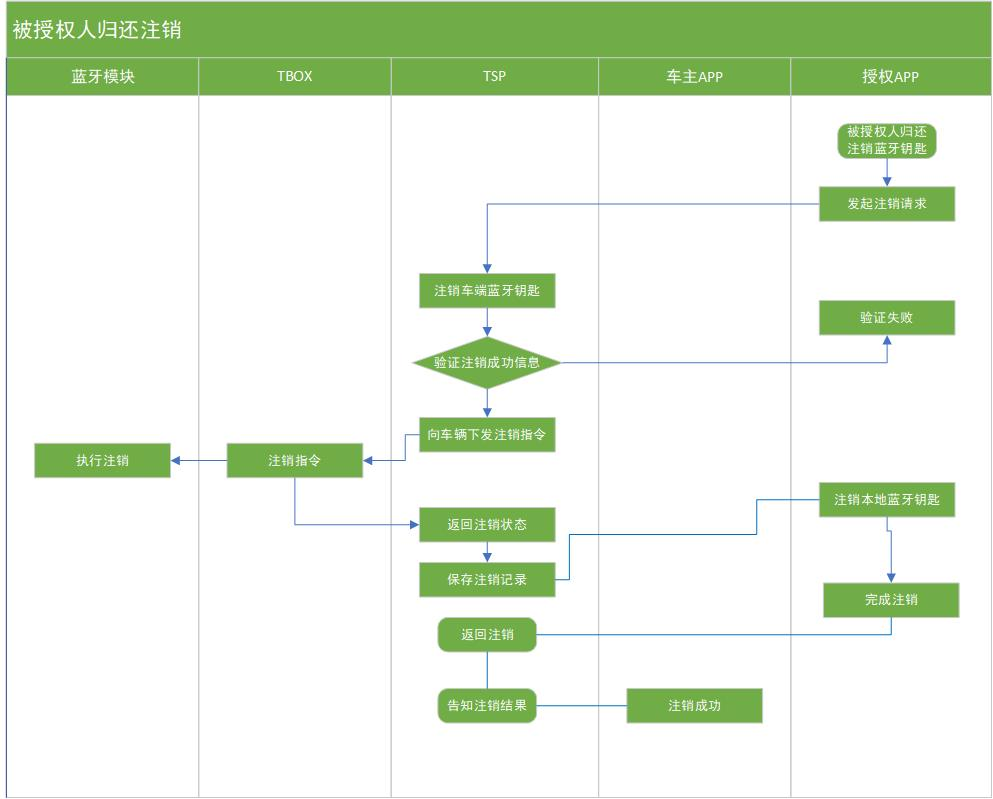 被授权人归还注销
蓝牙模块
TBOX
TSP
车主APP
授权APP
被授权人归还
注销蓝牙钥匙
发起注销请求
注销车端蓝牙钥匙
验证失败
验证注销成功信息
向车辆下发注销指令
执行注销
注销指令
注销本地蓝牙钥匙
返回注销状态
保存注销记录
完成注销
返回注销
告知注销结果
注销成功